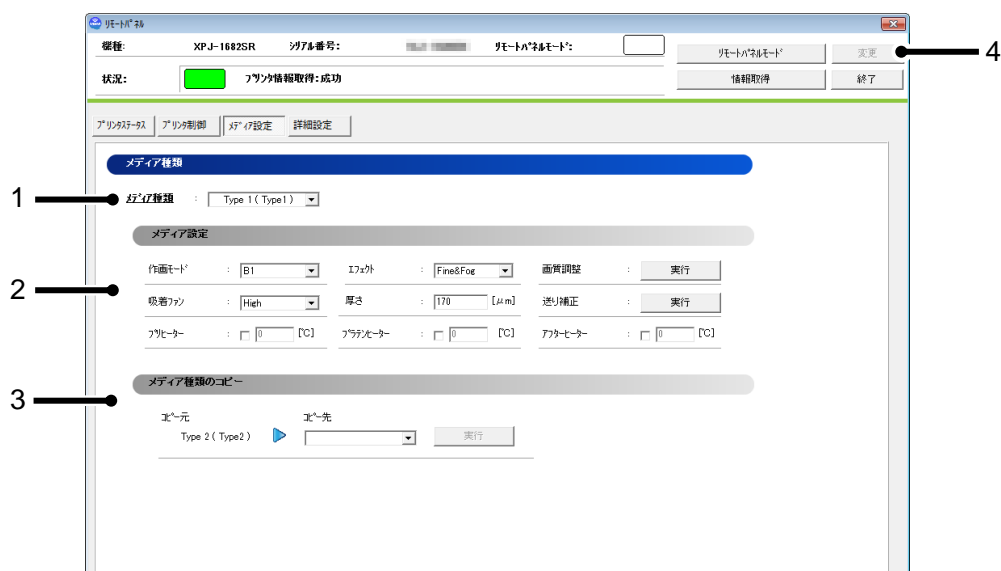 リモートパネル
機種: XPJ-1682SR シリアル番号: リモートパネルモード: リモートパネルモード 変更 4
状況: プリンタ情報取得:成功 情報取得 終了
プリンタステータス プリンタ制御 メディア設定 詳細設定
メディア種類
1 メディア種類 : Type 1 ( Type1 )
メディア設定
作画モード : B1 エフェクト : Fine&Fog 画質調整 : 実行
2 吸着ファン : High 厚さ : 170 [μm] 送り補正 : 実行
プリヒーター : 0 [℃] プラテンヒーター : 0 [℃] アフターヒーター : 0 [℃]
メディア種類のコピー
3
コピー元 コピー先
Type 2 ( Type2 ) 実行